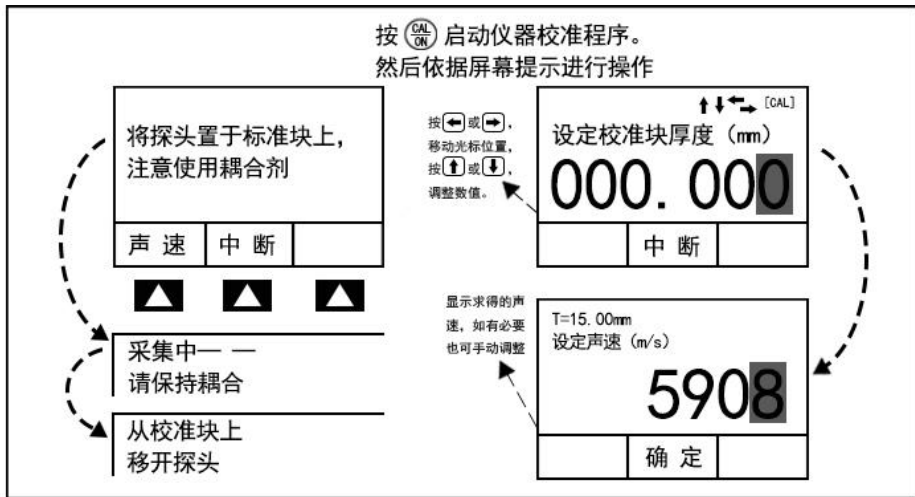 按 CAL ON 启动仪器校准程序。
然后依据屏幕提示进行操作
将探头置于标准块上，
注意使用耦合剂
声 速 中 断
采集中— —
请保持耦合
从校准块上
移开探头
按⬅或➡，
移动光标位置，
按⬆或⬇，
调整数值。
[CAL]
设定校准块厚度（mm）
000.000
中 断
显示求得的声
速，如有必要
也可手动调整
T=15.00mm
设定声速（m/s）
5908
确 定